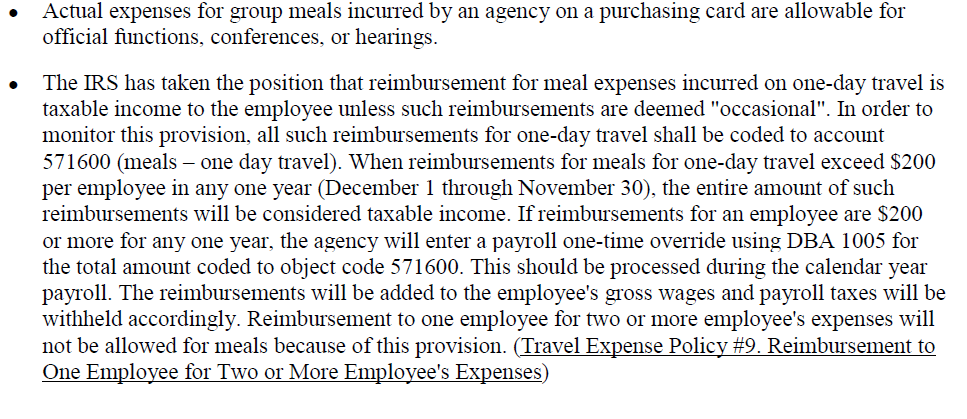 • Actual expenses for group meals incurred by an agency on a purchasing card are allowable for
official functions, conferences, or hearings.
• The IRS has taken the position that reimbursement for meal expenses incurred on one-day travel is
taxable income to the employee unless such reimbursements are deemed "occasional". In order to
monitor this provision, all such reimbursements for one-day travel shall be coded to account
571600 (meals – one day travel). When reimbursements for meals for one-day travel exceed $200
per employee in any one year (December 1 through November 30), the entire amount of such
reimbursements will be considered taxable income. If reimbursements for an employee are $200
or more for any one year, the agency will enter a payroll one-time override using DBA 1005 for
the total amount coded to object code 571600. This should be processed during the calendar year
payroll. The reimbursements will be added to the employee's gross wages and payroll taxes will be
withheld accordingly. Reimbursement to one employee for two or more employee's expenses will
not be allowed for meals because of this provision. (Travel Expense Policy #9. Reimbursement to
One Employee for Two or More Employee's Expenses)